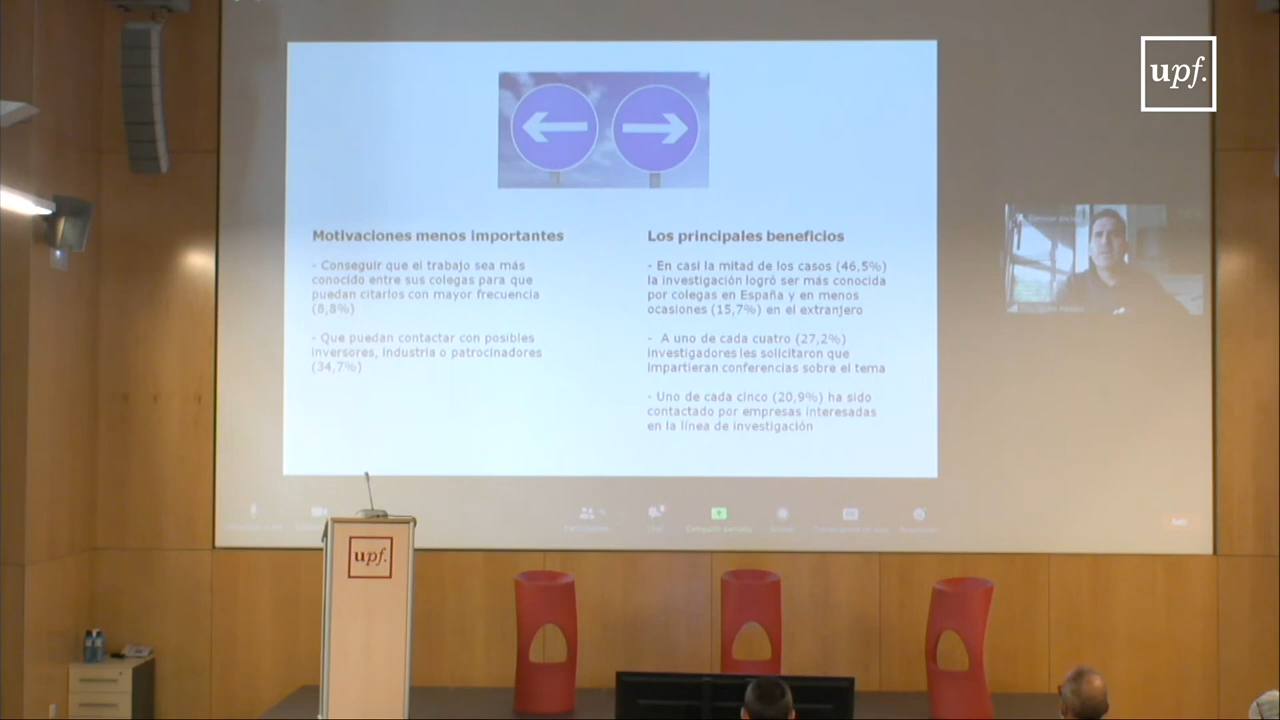 upf.
Motivaciones menos importantes
- Conseguir que el trabajo sea más
conocido entre sus colegas para que
puedan citarlos con mayor frecuencia
(8,8%)
- Que puedan contactar con posibles
inversores, industria o patrocinadores
(34,7%)
Los principales beneficios
- En casi la mitad de los casos (46,5%)
la investigación logró ser más conocida
por colegas en España y en menos
ocasiones (15,7%) en el extranjero
- A uno de cada cuatro (27,2%)
investigadores les solicitaron que
impartieran conferencias sobre el tema
- Uno de cada cinco (20,9%) ha sido
contactado por empresas interesadas
en la línea de investigación
Compartir pantalla
upf.